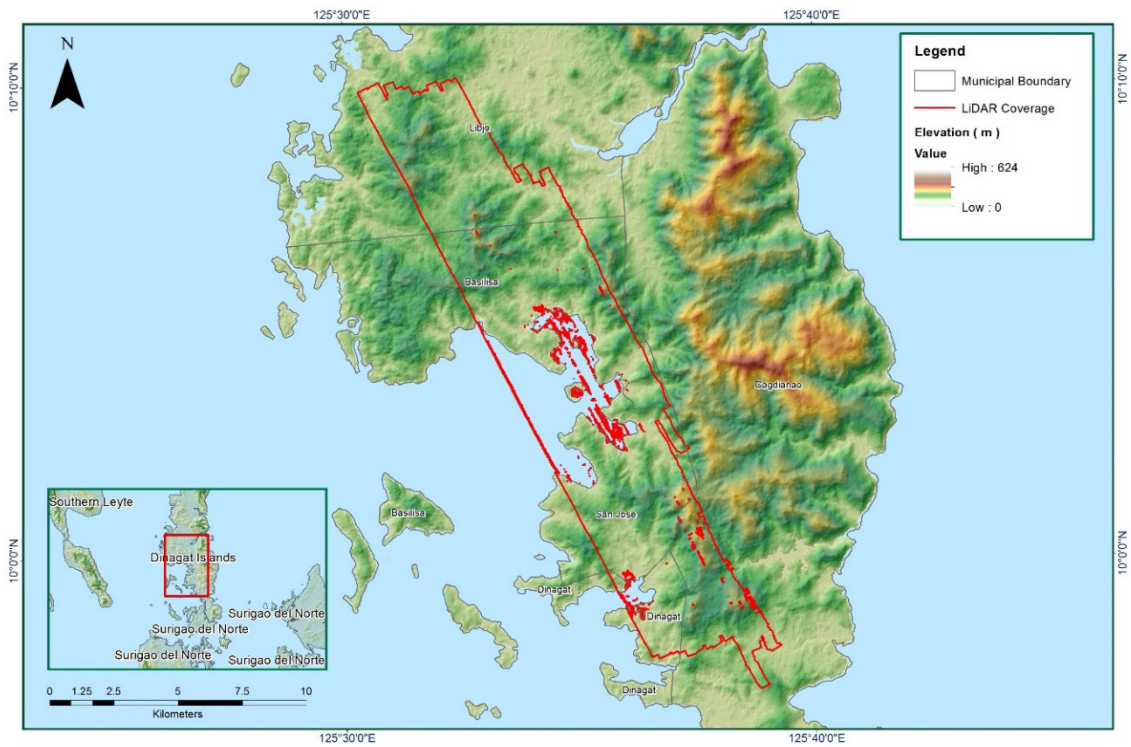 125°30'0"E
125°40'0"E
N
10°10'0"N
10°10'0"N
Legend
Municipal Boundary
LiDAR Coverage
Elevation ( m )
Value
High : 624
Low : 0
Libjo
Basilisa
Cagdianao
Basilisa
San Jose
Dinagat
Dinagat
Dinagat
10°0'0"N
10°0'0"N
Southern Leyte
Dinagat Islands
Surigao del Norte
Surigao del Norte
Surigao del Norte
Surigao del Norte
0 1.25 2.5 5 7.5 10
Kilometers
125°30'0"E
125°40'0"E